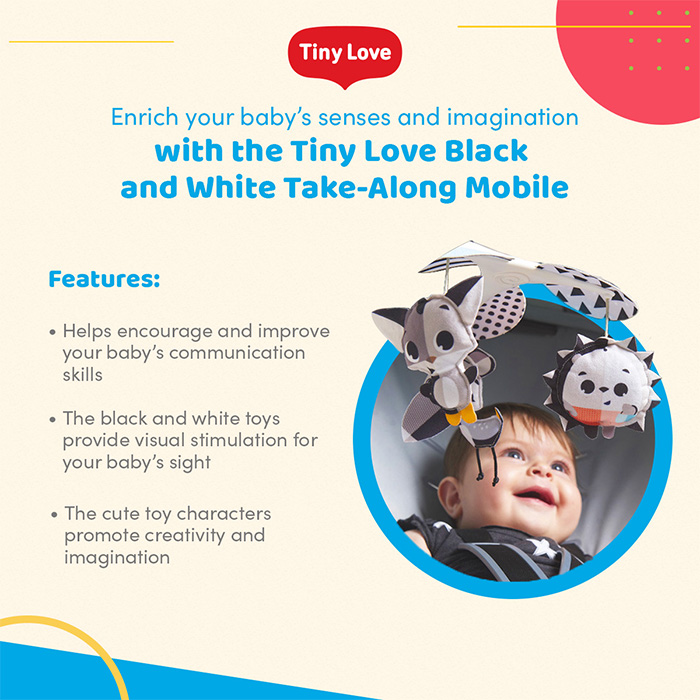 Tiny Love
Enrich your baby's senses and imagination
with the Tiny Love Black
and White Take-Along Mobile
Features:
• Helps encourage and improve
your baby's communication
skills
• The black and white toys
provide visual stimulation for
your baby's sight
• The cute toy characters
promote creativity and
imagination